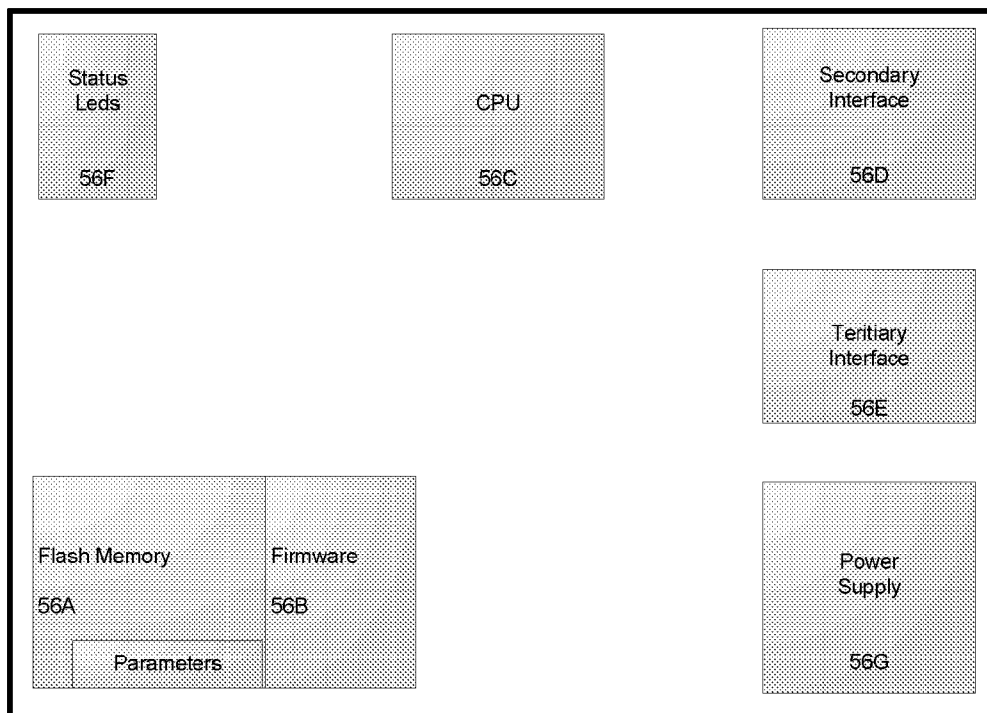 Status
Leds
56F
CPU
56C
Secondary
Interface
56D
Teritiary
Interface
56E
Flash Memory
56A
Parameters
Firmware
56B
Power
Supply
56G